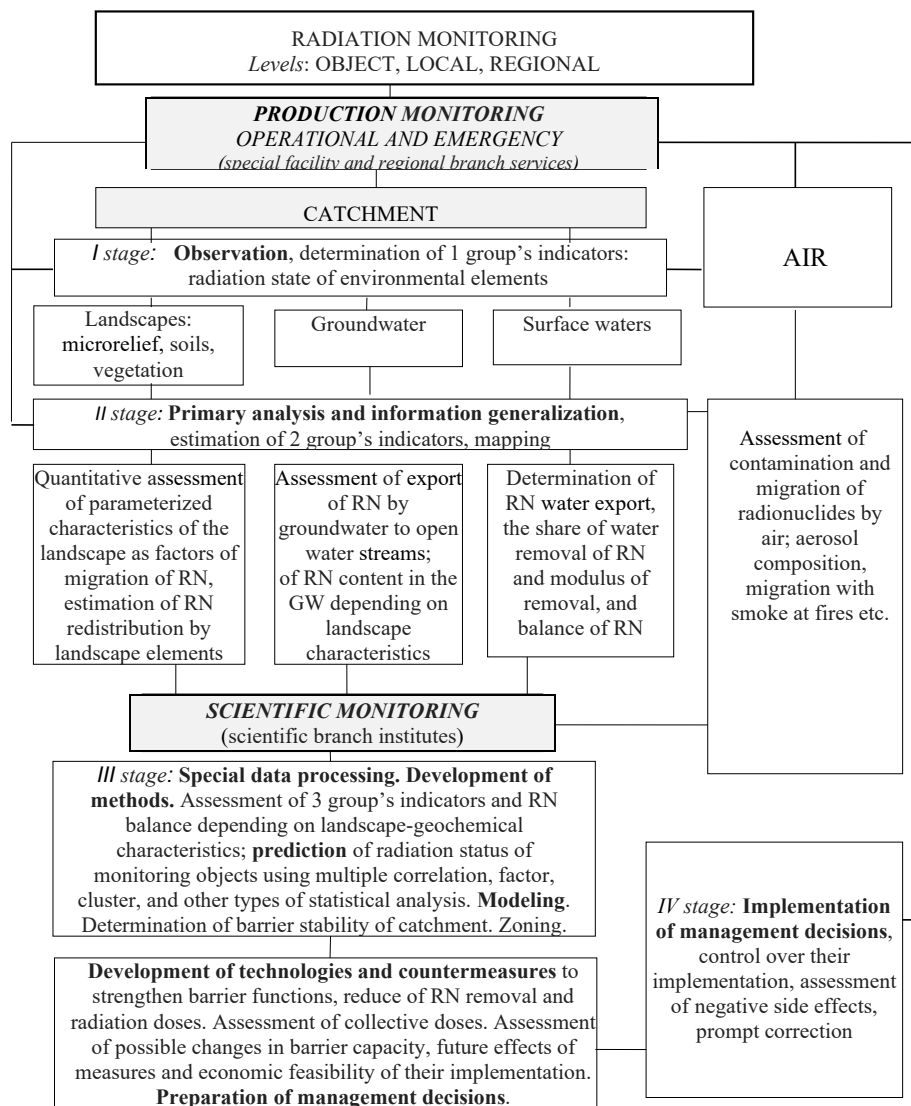 RADIATION MONITORING
Levels: OBJECT, LOCAL, REGIONAL
PRODUCTION MONITORING
OPERATIONAL AND EMERGENCY
(special facility and regional branch services)
CATCHMENT
I stage: Observation, determination of 1 group’s indicators:
radiation state of environmental elements
AIR
Landscapes:
microrelief, soils,
vegetation
Groundwater
Surface waters
II stage: Primary analysis and information generalization,
estimation of 2 group’s indicators, mapping
Quantitative assessment
of parameterized
characteristics of the
landscape as factors of
migration of RN,
estimation of RN
redistribution by
landscape elements
Assessment of export
of RN by
groundwater to open
water streams;
of RN content in the
GW depending on
landscape
characteristics
Determination of
RN water export,
the share of water
removal of RN
and modulus of
removal, and
balance of RN
Assessment of
contamination and
migration of
radionuclides by
air; aerosol
composition,
migration with
smoke at fires etc.
SCIENTIFIC MONITORING
(scientific branch institutes)
III stage: Special data processing. Development of
methods. Assessment of 3 group’s indicators and RN
balance depending on landscape-geochemical
characteristics; prediction of radiation status of
monitoring objects using multiple correlation, factor,
cluster, and other types of statistical analysis. Modeling.
Determination of barrier stability of catchment. Zoning.
Development of technologies and countermeasures to
strengthen barrier functions, reduce of RN removal and
radiation doses. Assessment of collective doses. Assessment
of possible changes in barrier capacity, future effects of
measures and economic feasibility of their implementation.
Preparation of management decisions.
IV stage: Implementation
of management decisions,
control over their
implementation, assessment
of negative side effects,
prompt correction